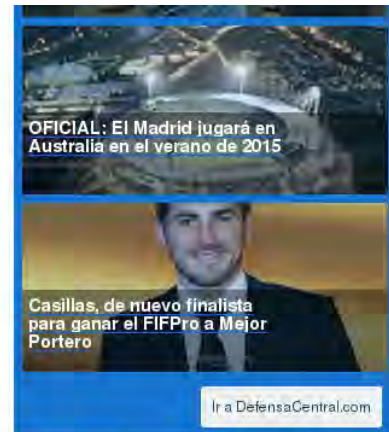 OFICIAL: El Madrid jugará en
Australia en el verano de 2015
Casillas, de nuevo finalista
para ganar el FIFPro a Mejor
Portero
Ir a DefensaCentral.com